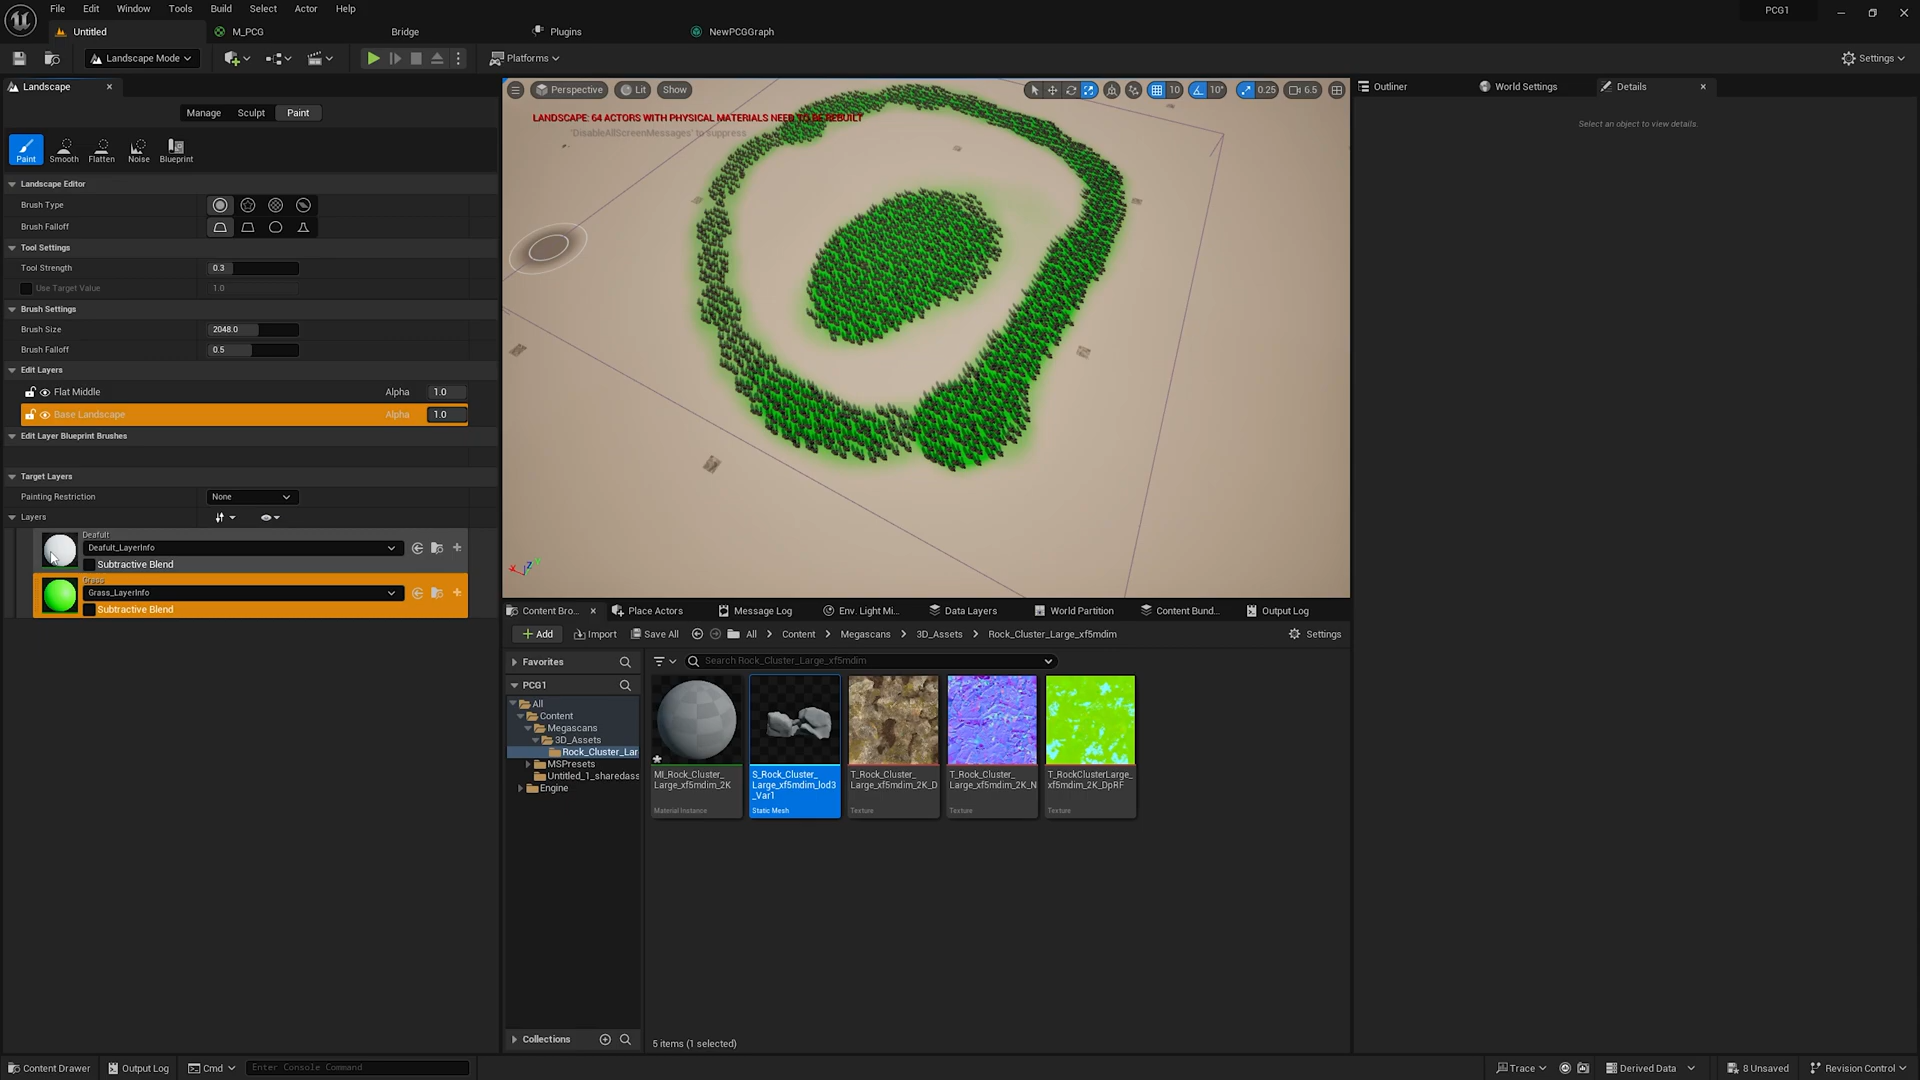 File Edit Window Tools Build Select Actor Help PCG1
Untitled M_PCG Bridge Plugins NewPCGGraph
Landscape Mode Platforms Settings
Landscape
Manage Sculpt Paint
Paint Smooth Flatten Noise Blueprint
Landscape Editor
Brush Type
Brush Falloff
Tool Settings
Tool Strength 0.3
Use Target Value 1.0
Brush Settings
Brush Size 2048.0
Brush Falloff 0.5
Edit Layers
Flat Middle Alpha 1.0
Base Landscape Alpha 1.0
Edit Layer Blueprint Brushes
Target Layers
Painting Restriction None
Layers
Deafult
Deafult_LayerInfo
Subtractive Blend
Grass
Grass_LayerInfo
Subtractive Blend
Perspective Lit Show 10 10° 0.25 6.5
LANDSCAPE: 64 ACTORS WITH PHYSICAL MATERIALS NEED TO BE REBUILT
'DisableAllScreenMessages' to suppress
X Z Y
Outliner World Settings Details
Select an object to view details.
Content Bro... Place Actors Message Log Env. Light Mi... Data Layers World Partition Content Bund... Output Log
Add Import Save All All Content Megascans 3D_Assets Rock_Cluster_Large_xf5mdim Settings
Favorites
Search Rock_Cluster_Large_xf5mdim
PCG1
All
Content
Megascans
3D_Assets
Rock_Cluster_Lar
MSPresets
Untitled_1_sharedass
Engine
MI_Rock_Cluster_
Large_xf5mdim_2K
Material Instance
S_Rock_Cluster_
Large_xf5mdim_lod3
_Var1
Static Mesh
T_Rock_Cluster_
Large_xf5mdim_2K_D
Texture
T_Rock_Cluster_
Large_xf5mdim_2K_N
Texture
T_RockClusterLarge_
xf5mdim_2K_DpRF
Texture
Collections
5 items (1 selected)
Content Drawer Output Log Cmd Enter Console Command Trace Derived Data 8 Unsaved Revision Control